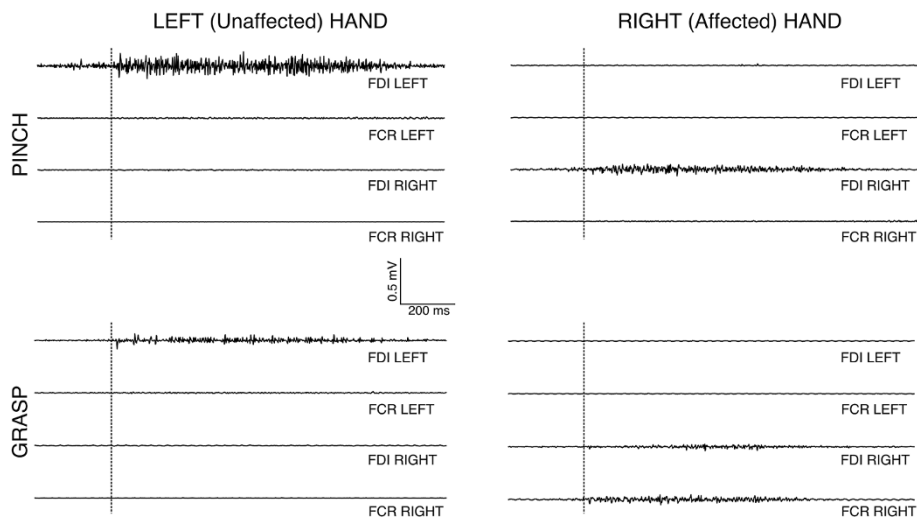 LEFT (Unaffected) HAND
RIGHT (Affected) HAND
PINCH
FDI LEFT
FCR LEFT
FDI RIGHT
FCR RIGHT
FDI LEFT
FCR LEFT
FDI RIGHT
FCR RIGHT
0.5 mV
200 ms
GRASP
FDI LEFT
FCR LEFT
FDI RIGHT
FCR RIGHT
FDI LEFT
FCR LEFT
FDI RIGHT
FCR RIGHT